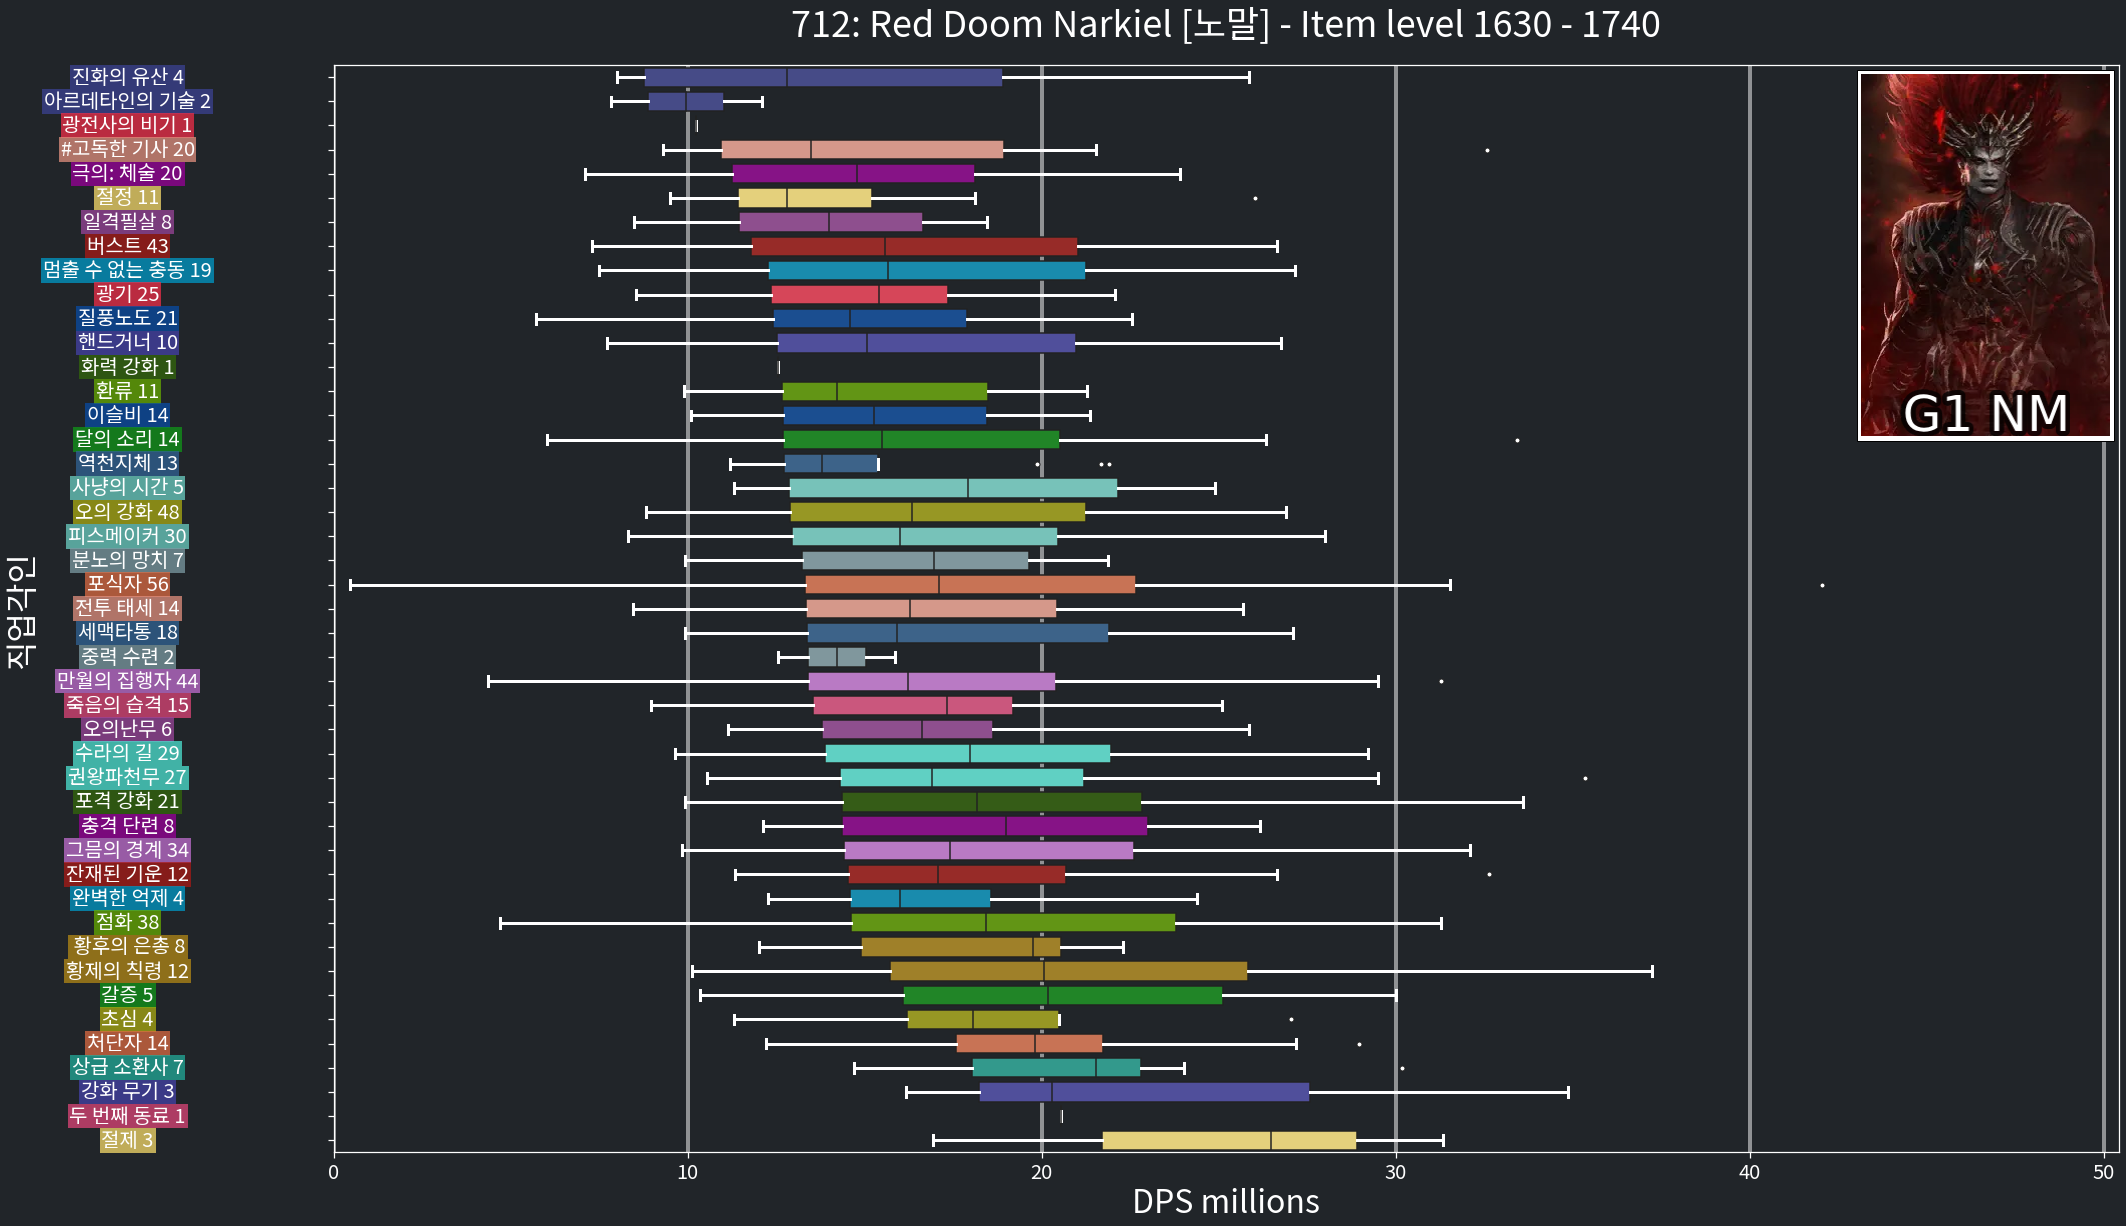 712: Red Doom Narkiel [노말] - Item level 1630 - 1740
직업각인
진화의 유산 4
아르데타인의 기술 2
광전사의 비기 1
#고독한 기사 20
극의: 체술 20
절정 11
일격필살 8
버스트 43
멈출 수 없는 충동 19
광기 25
질풍노도 21
핸드거너 10
화력 강화 1
환류 11
이슬비 14
달의 소리 14
역천지체 13
사냥의 시간 5
오의 강화 48
피스메이커 30
분노의 망치 7
포식자 56
전투 태세 14
세맥타통 18
중력 수련 2
만월의 집행자 44
죽음의 습격 15
오의난무 6
수라의 길 29
권왕파천무 27
포격 강화 21
충격 단련 8
그믐의 경계 34
잔재된 기운 12
완벽한 억제 4
점화 38
황후의 은총 8
황제의 칙령 12
갈증 5
초심 4
처단자 14
상급 소환사 7
강화 무기 3
두 번째 동료 1
절제 3
G1 NM
0 10 20 30 40 50
DPS millions